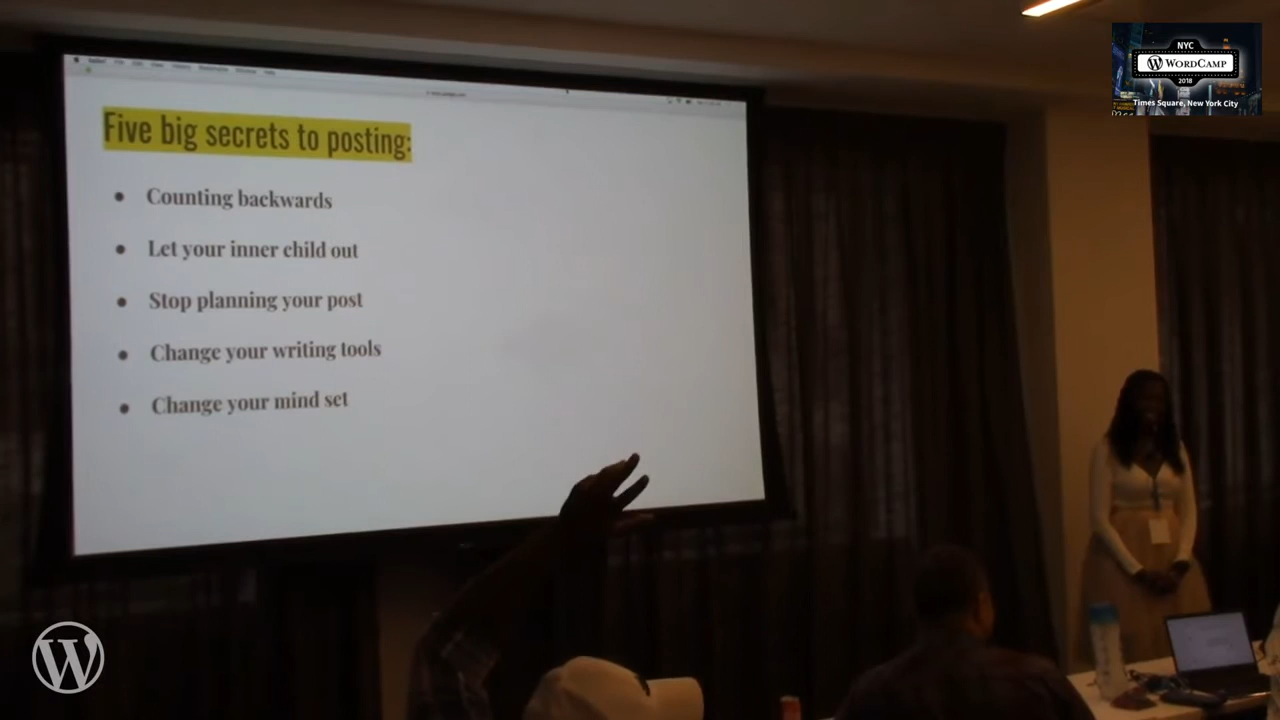 Five big secrets to posting:
Counting backwards
Let your inner child out
Stop planning your post
Change your writing tools
Change your mind set
NYC
WORDCAMP
2018
Times Square, New York City